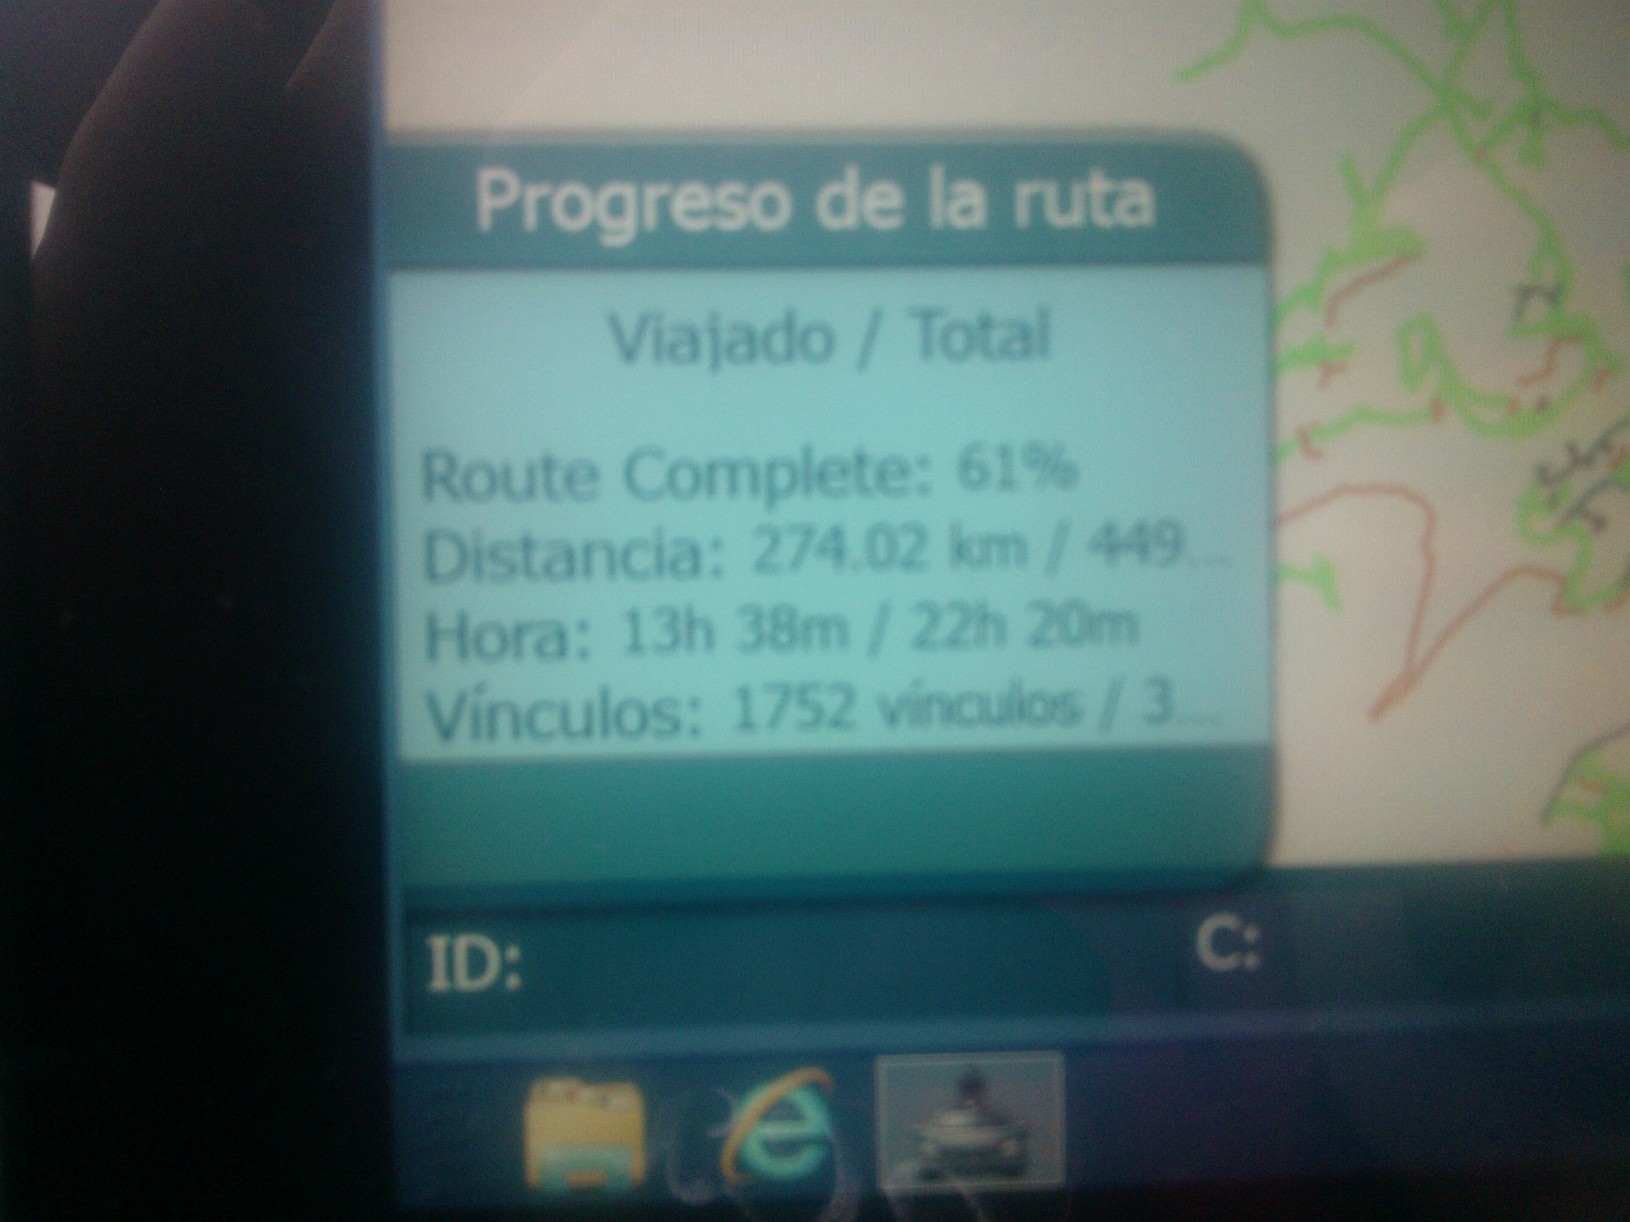 Progreso de la ruta
Viajado / Total
Route Complete: 61%
Distancia: 274.02 km / 449...
Hora: 13h 38m / 22h 20m
Vínculos: 1752 vínculos / 3...
ID:
C: